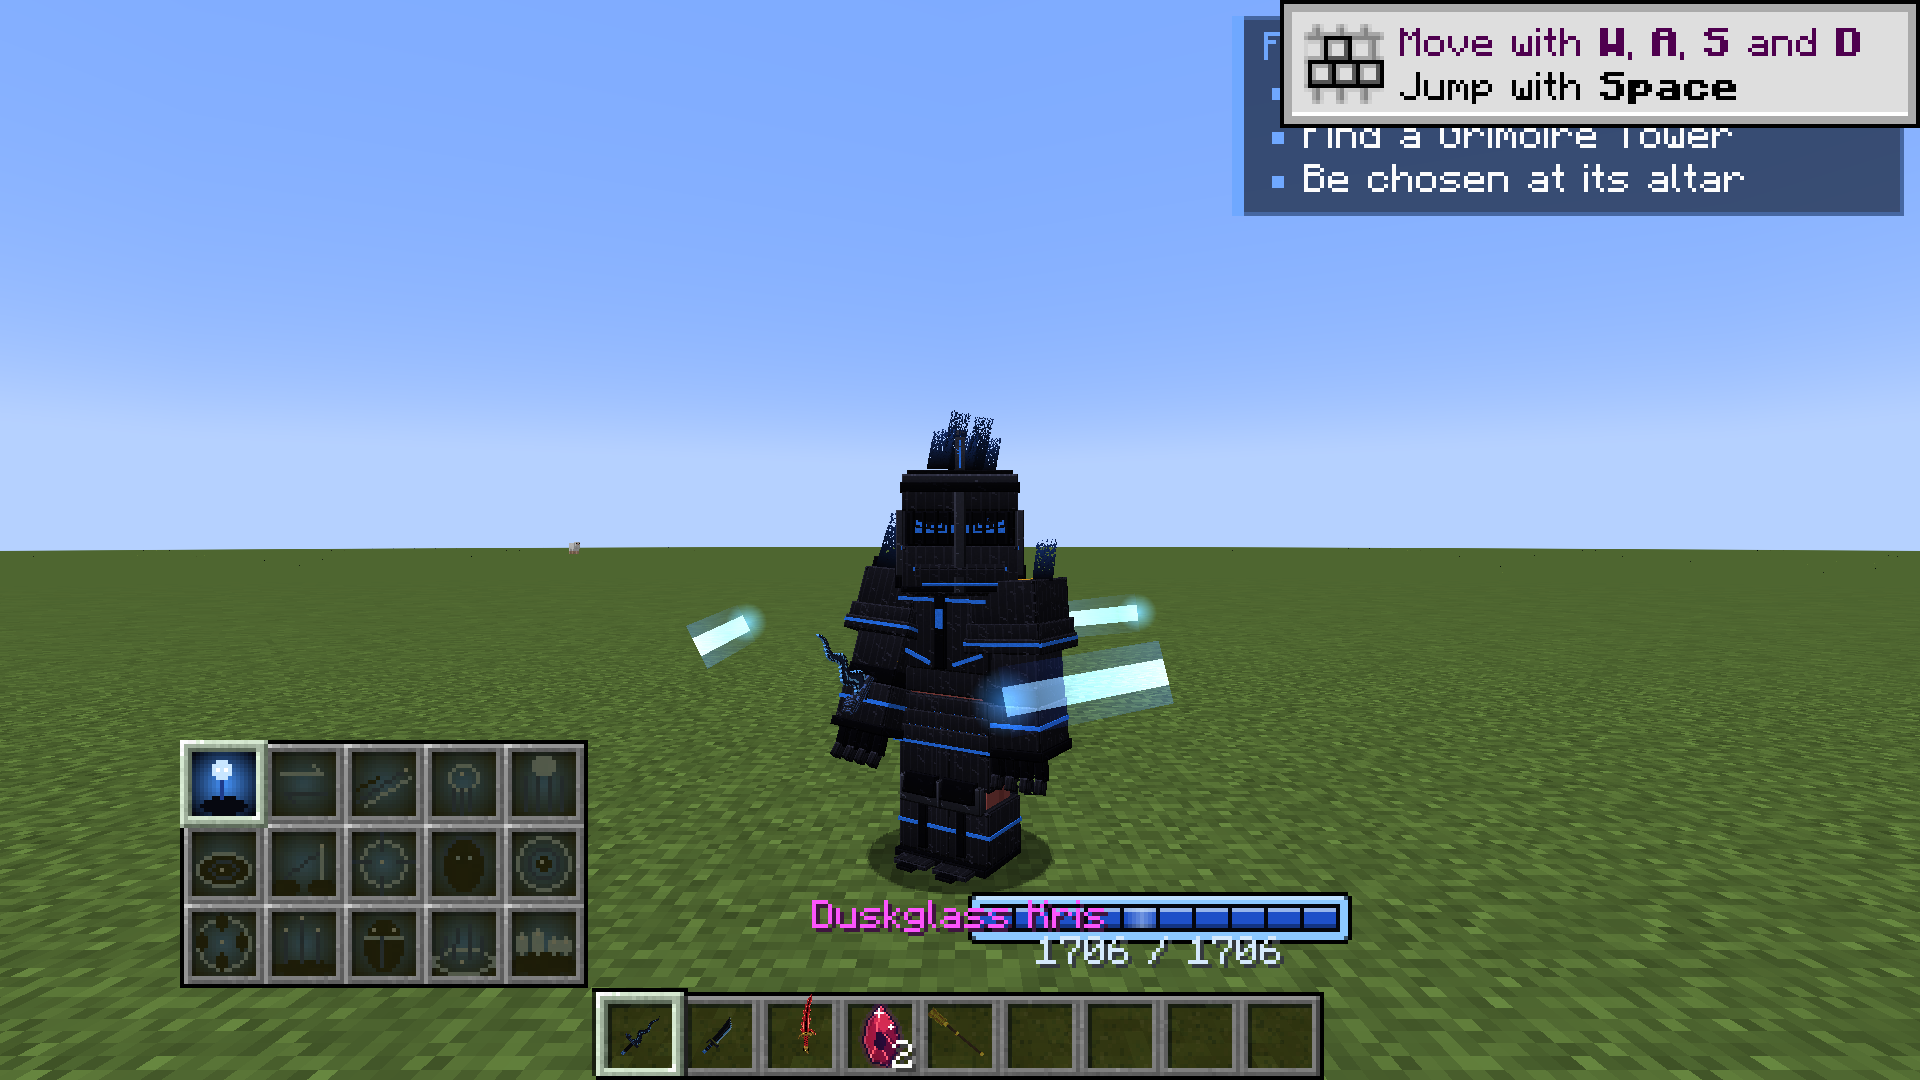 Move with W, A, S and D
Jump with Space
Find a Grimoire Tower
Be chosen at its altar
Duskglass Kris
1706 / 1706
2